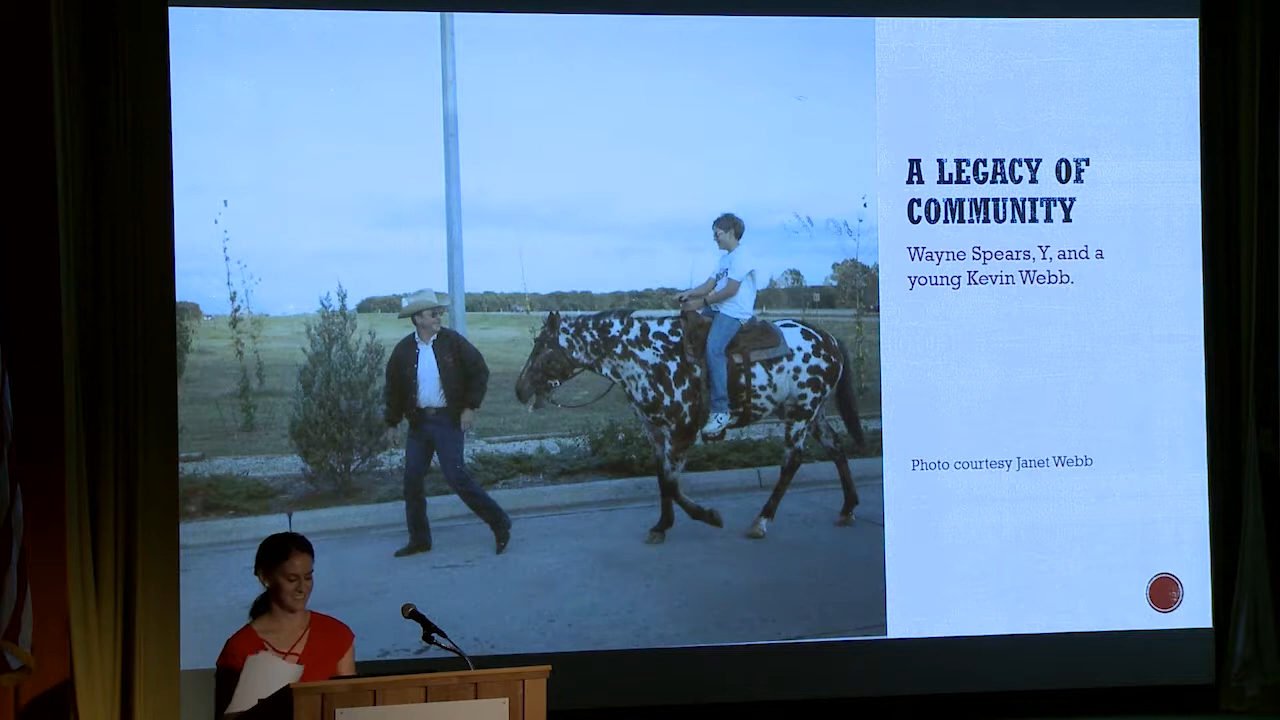 A LEGACY OF
COMMUNITY
Wayne Spears, Y, and a
young Kevin Webb.
Photo courtesy Janet Webb